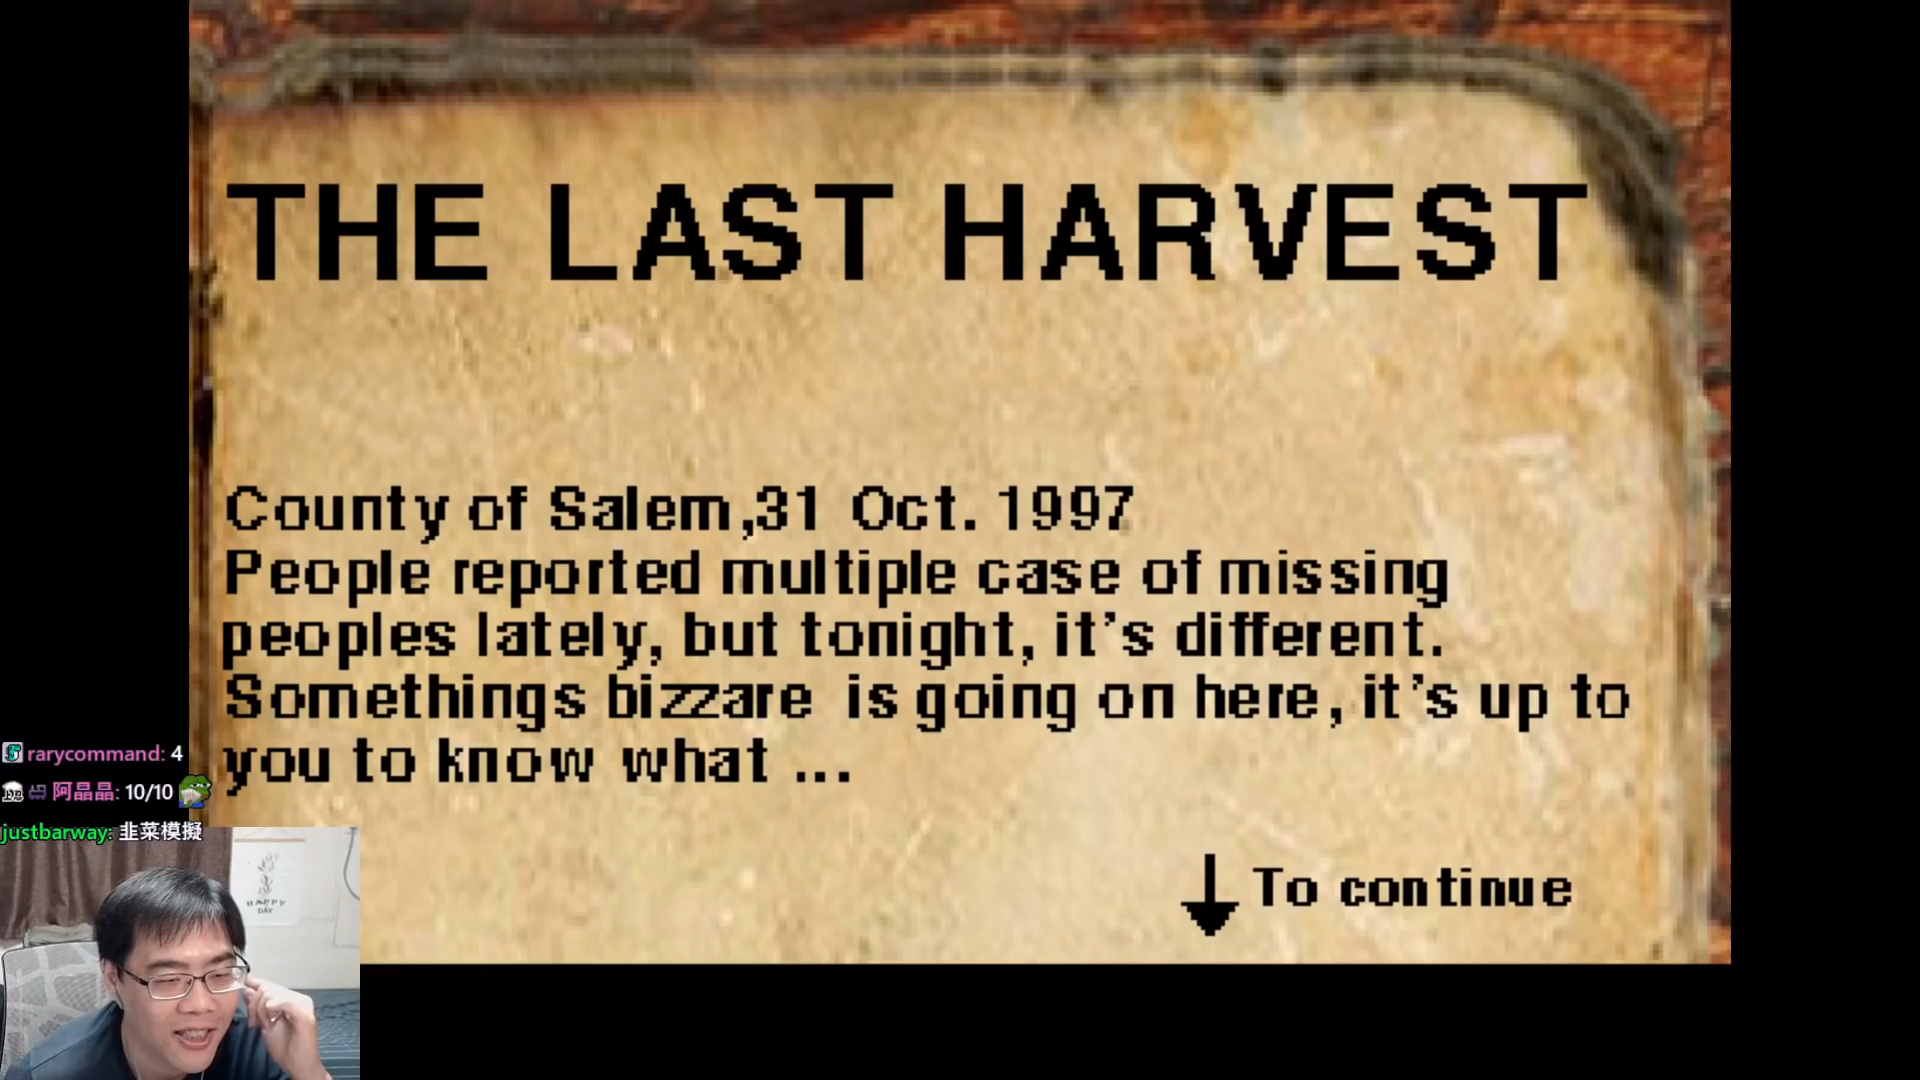 THE LAST HARVEST
County of Salem,31 Oct. 1997
People reported multiple case of missing
peoples lately, but tonight, it's different.
Somethings bizzare is going on here, it's up to
you to know what ...
To continue
rarycommand: 4
阿晶晶: 10/10
justbarway: 韭菜模擬
HAPPY
DAY